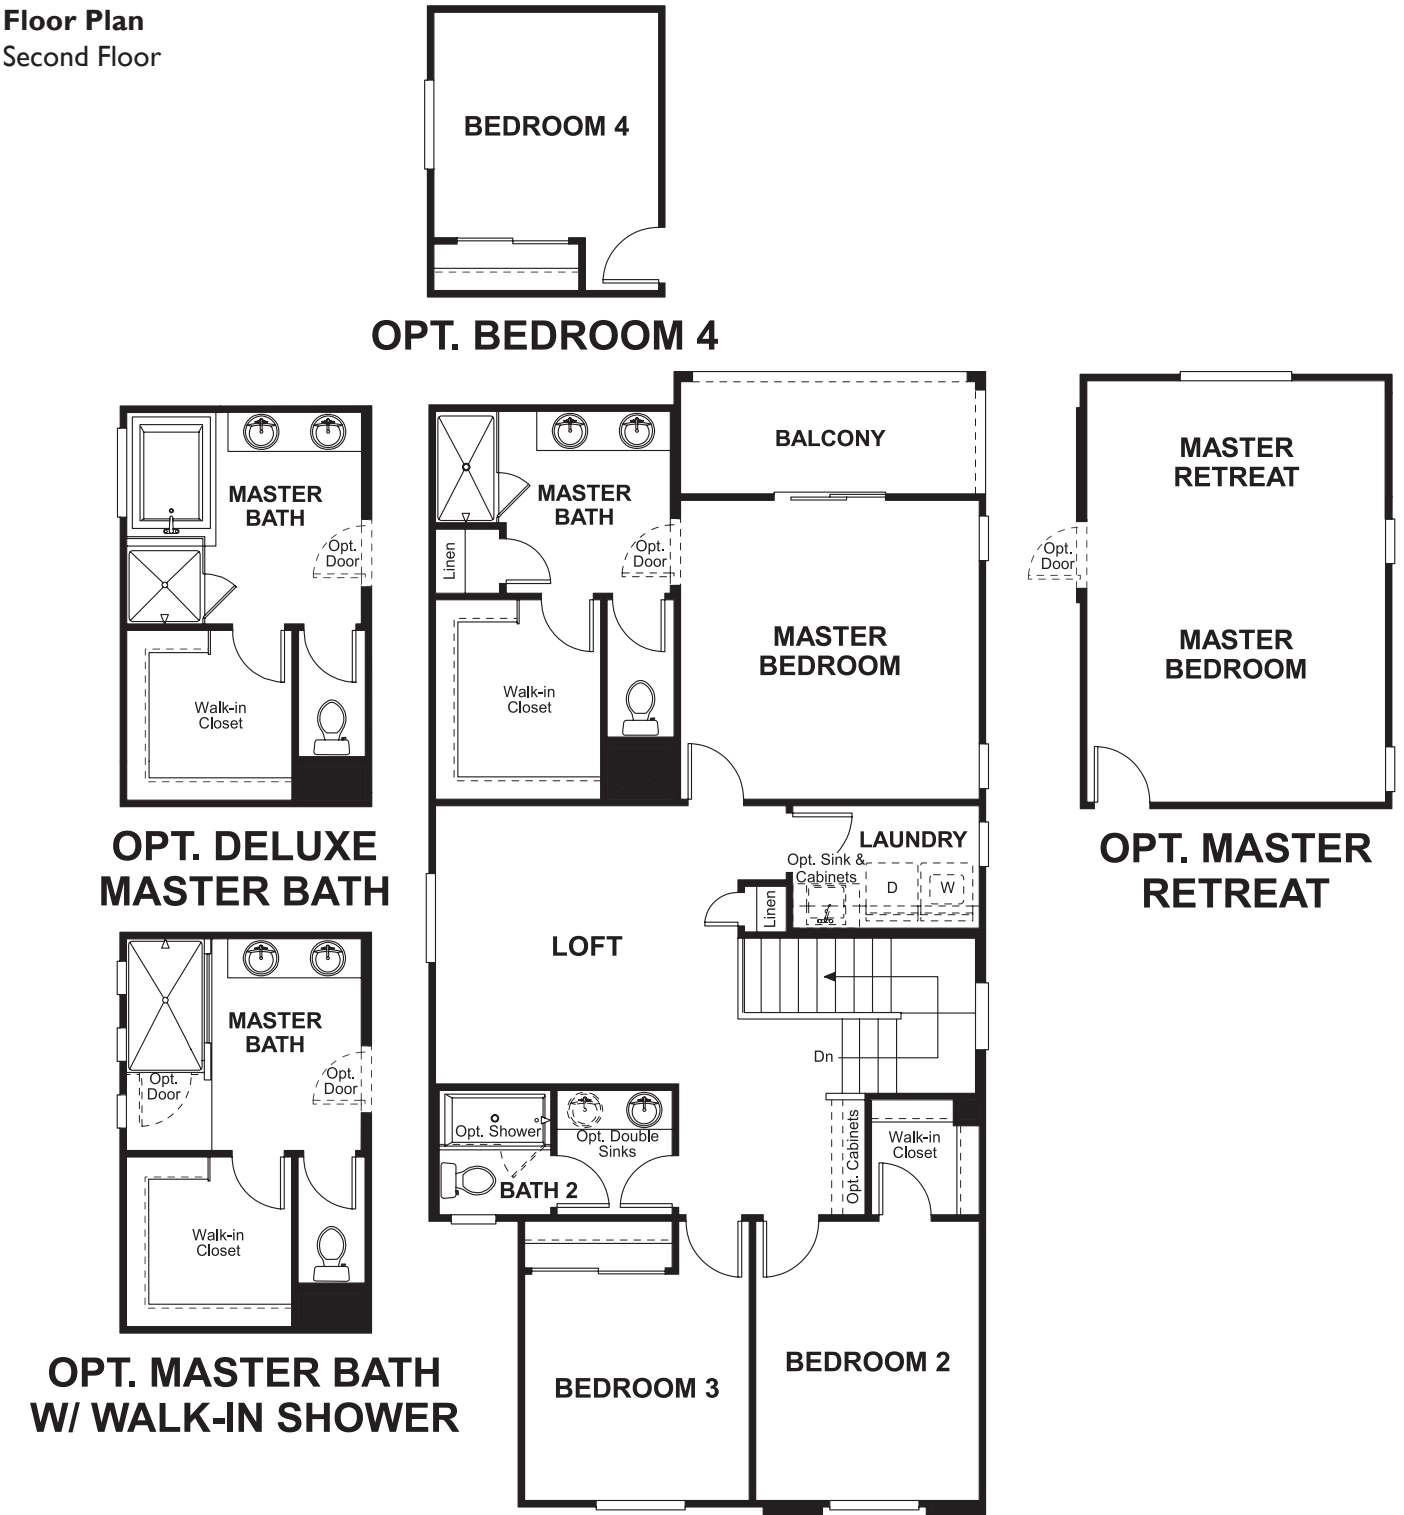 Floor Plan
Second Floor
BEDROOM 4
OPT. BEDROOM 4
MASTER
BATH
Opt.
Door
Walk-in
Closet
OPT. DELUXE
MASTER BATH
MASTER
BATH
Opt.
Door
Opt.
Door
Walk-in
Closet
OPT. MASTER BATH
W/ WALK-IN SHOWER
BALCONY
MASTER
BATH
Linen
Opt.
Door
MASTER
BEDROOM
Walk-in
Closet
LAUNDRY
Opt. Sink &
Cabinets
D
W
Linen
LOFT
Dn
Opt. Shower
Opt. Double
Sinks
BATH 2
Opt. Cabinets
Walk-in
Closet
BEDROOM 3
BEDROOM 2
MASTER
RETREAT
Opt.
Door
MASTER
BEDROOM
OPT. MASTER
RETREAT